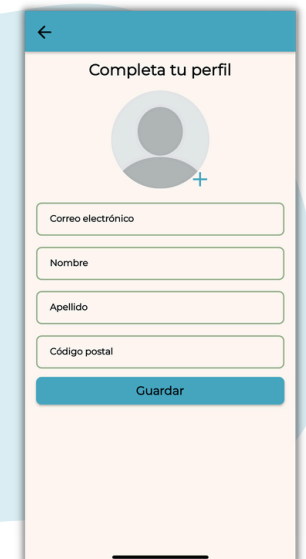 Completa tu perfil
Correo electrónico
Nombre
Apellido
Código postal
Guardar